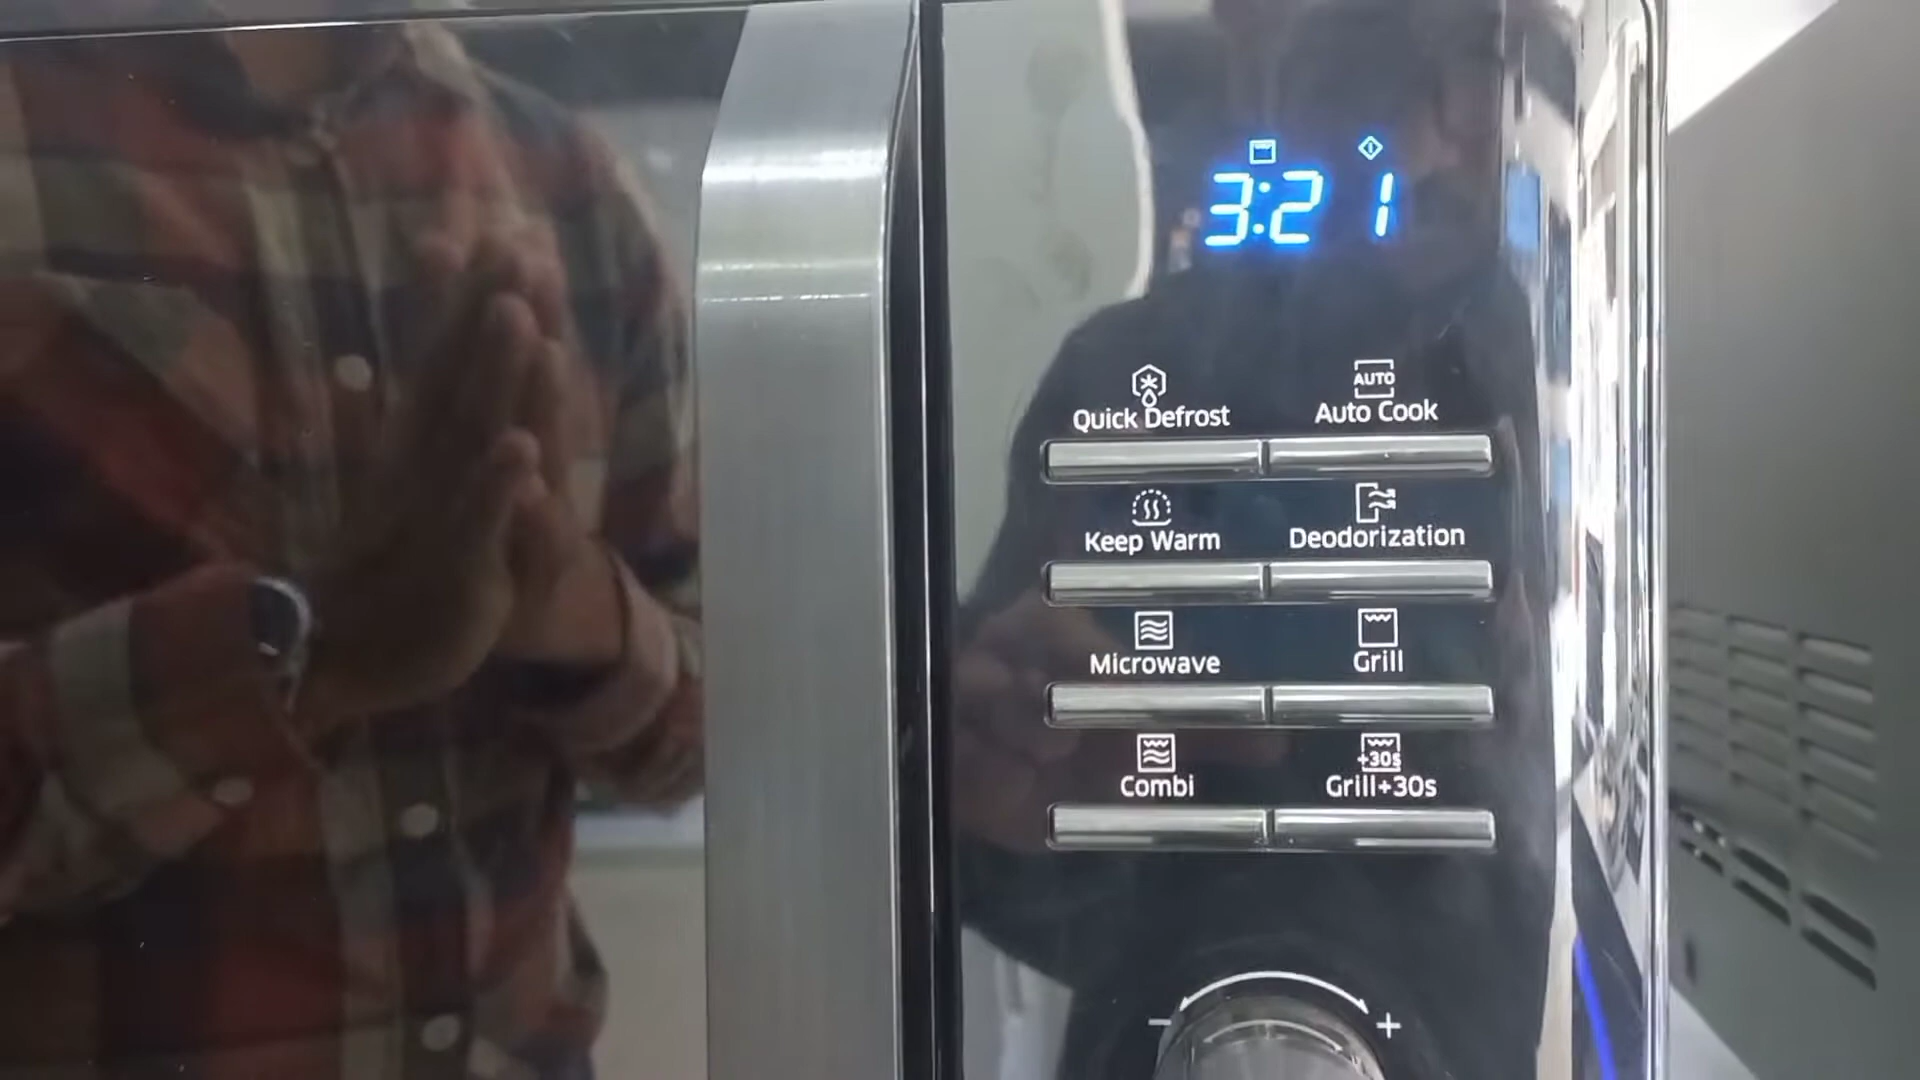 3:21
Quick Defrost
AUTO
Auto Cook
Keep Warm
Deodorization
Microwave
Grill
Combi
+30s
Grill+30s
- +